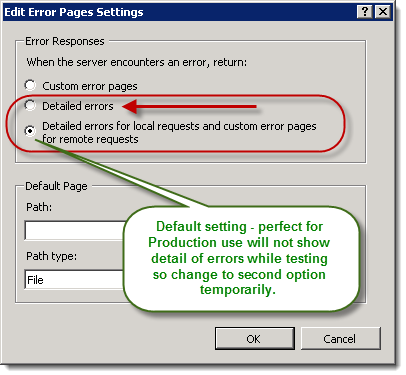 Edit Error Pages Settings
Error Responses
When the server encounters an error, return:
Custom error pages
Detailed errors
Detailed errors for local requests and custom error pages
for remote requests
Default Page
Path:
Default setting - perfect for
Production use will not show
detail of errors while testing
so change to second option
temporarily.
Path type:
File
OK
Cancel